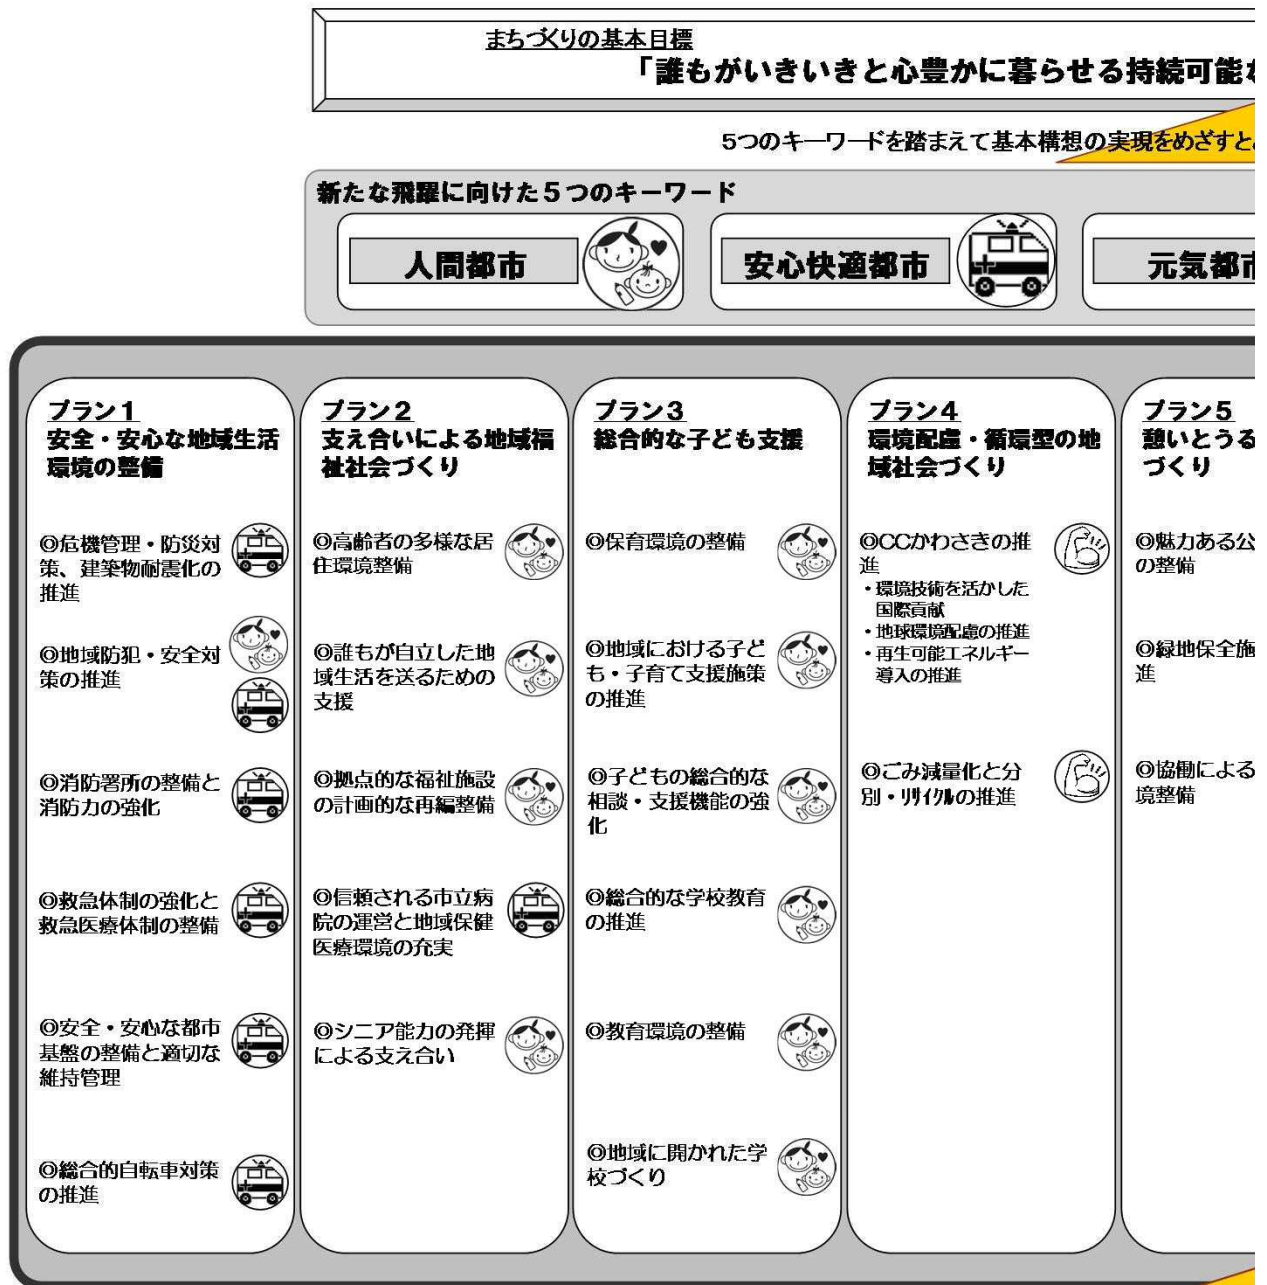 まちづくりの基本目標
「誰もがいきいきと心豊かに暮らせる持続可能
5つのキーワードを踏まえて基本構想の実現をめざすと
新たな飛躍に向けた5つのキーワード
人間都市
安心快適都市
元気都市
プラン1
安全・安心な地域生活
環境の整備
◎危機管理・防災対
策、建築物耐震化の
推進
◎地域防犯・安全対
策の推進
◎消防署所の整備と
消防力の強化
◎救急体制の強化と
救急医療体制の整備
◎安全・安心な都市
基盤の整備と適切な
維持管理
◎総合的自転車対策
の推進
プラン2
支え合いによる地域福
祉社会づくり
◎高齢者の多様な居
住環境整備
◎誰もが自立した地
域生活を送るための
支援
◎拠点的な福祉施設
の計画的な再編整備
◎信頼される市立病
院の運営と地域保健
医療環境の充実
◎シニア能力の発揮
による支え合い
プラン3
総合的な子ども支援
◎保育環境の整備
◎地域における子ど
も・子育て支援施策
の推進
◎子どもの総合的な
相談・支援機能の強
化
◎総合的な学校教育
の推進
◎教育環境の整備
◎地域に開かれた学
校づくり
プラン4
環境配慮・循環型の地
域社会づくり
◎CCかわさきの推
進
・環境技術を活かした
国際貢献
・地球環境配慮の推進
・再生可能エネルギー
導入の推進
◎ごみ減量化と分
別・リサイクルの推進
プラン5
憩いとうる
づくり
◎魅力ある公
の整備
◎緑地保全施
進
◎協働による
境整備